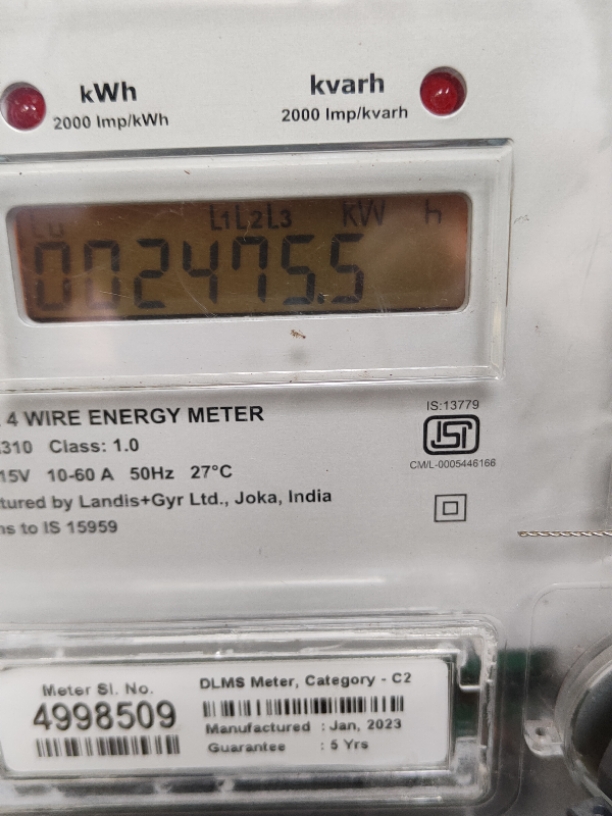 kWh
2000 Imp/kWh
kvarh
2000 Imp/kvarh
L1L2L3 kW h
002475.5
4 WIRE ENERGY METER
310 Class: 1.0
15V 10-60 A 50Hz 27°C
tured by Landis+Gyr Ltd., Joka, India
ns to IS 15959
IS:13779
ISI
CM/L-0005446166
Meter Sl. No.
4998509
DLMS Meter, Category - C2
Manufactured : Jan, 2023
Guarantee : 5 Yrs